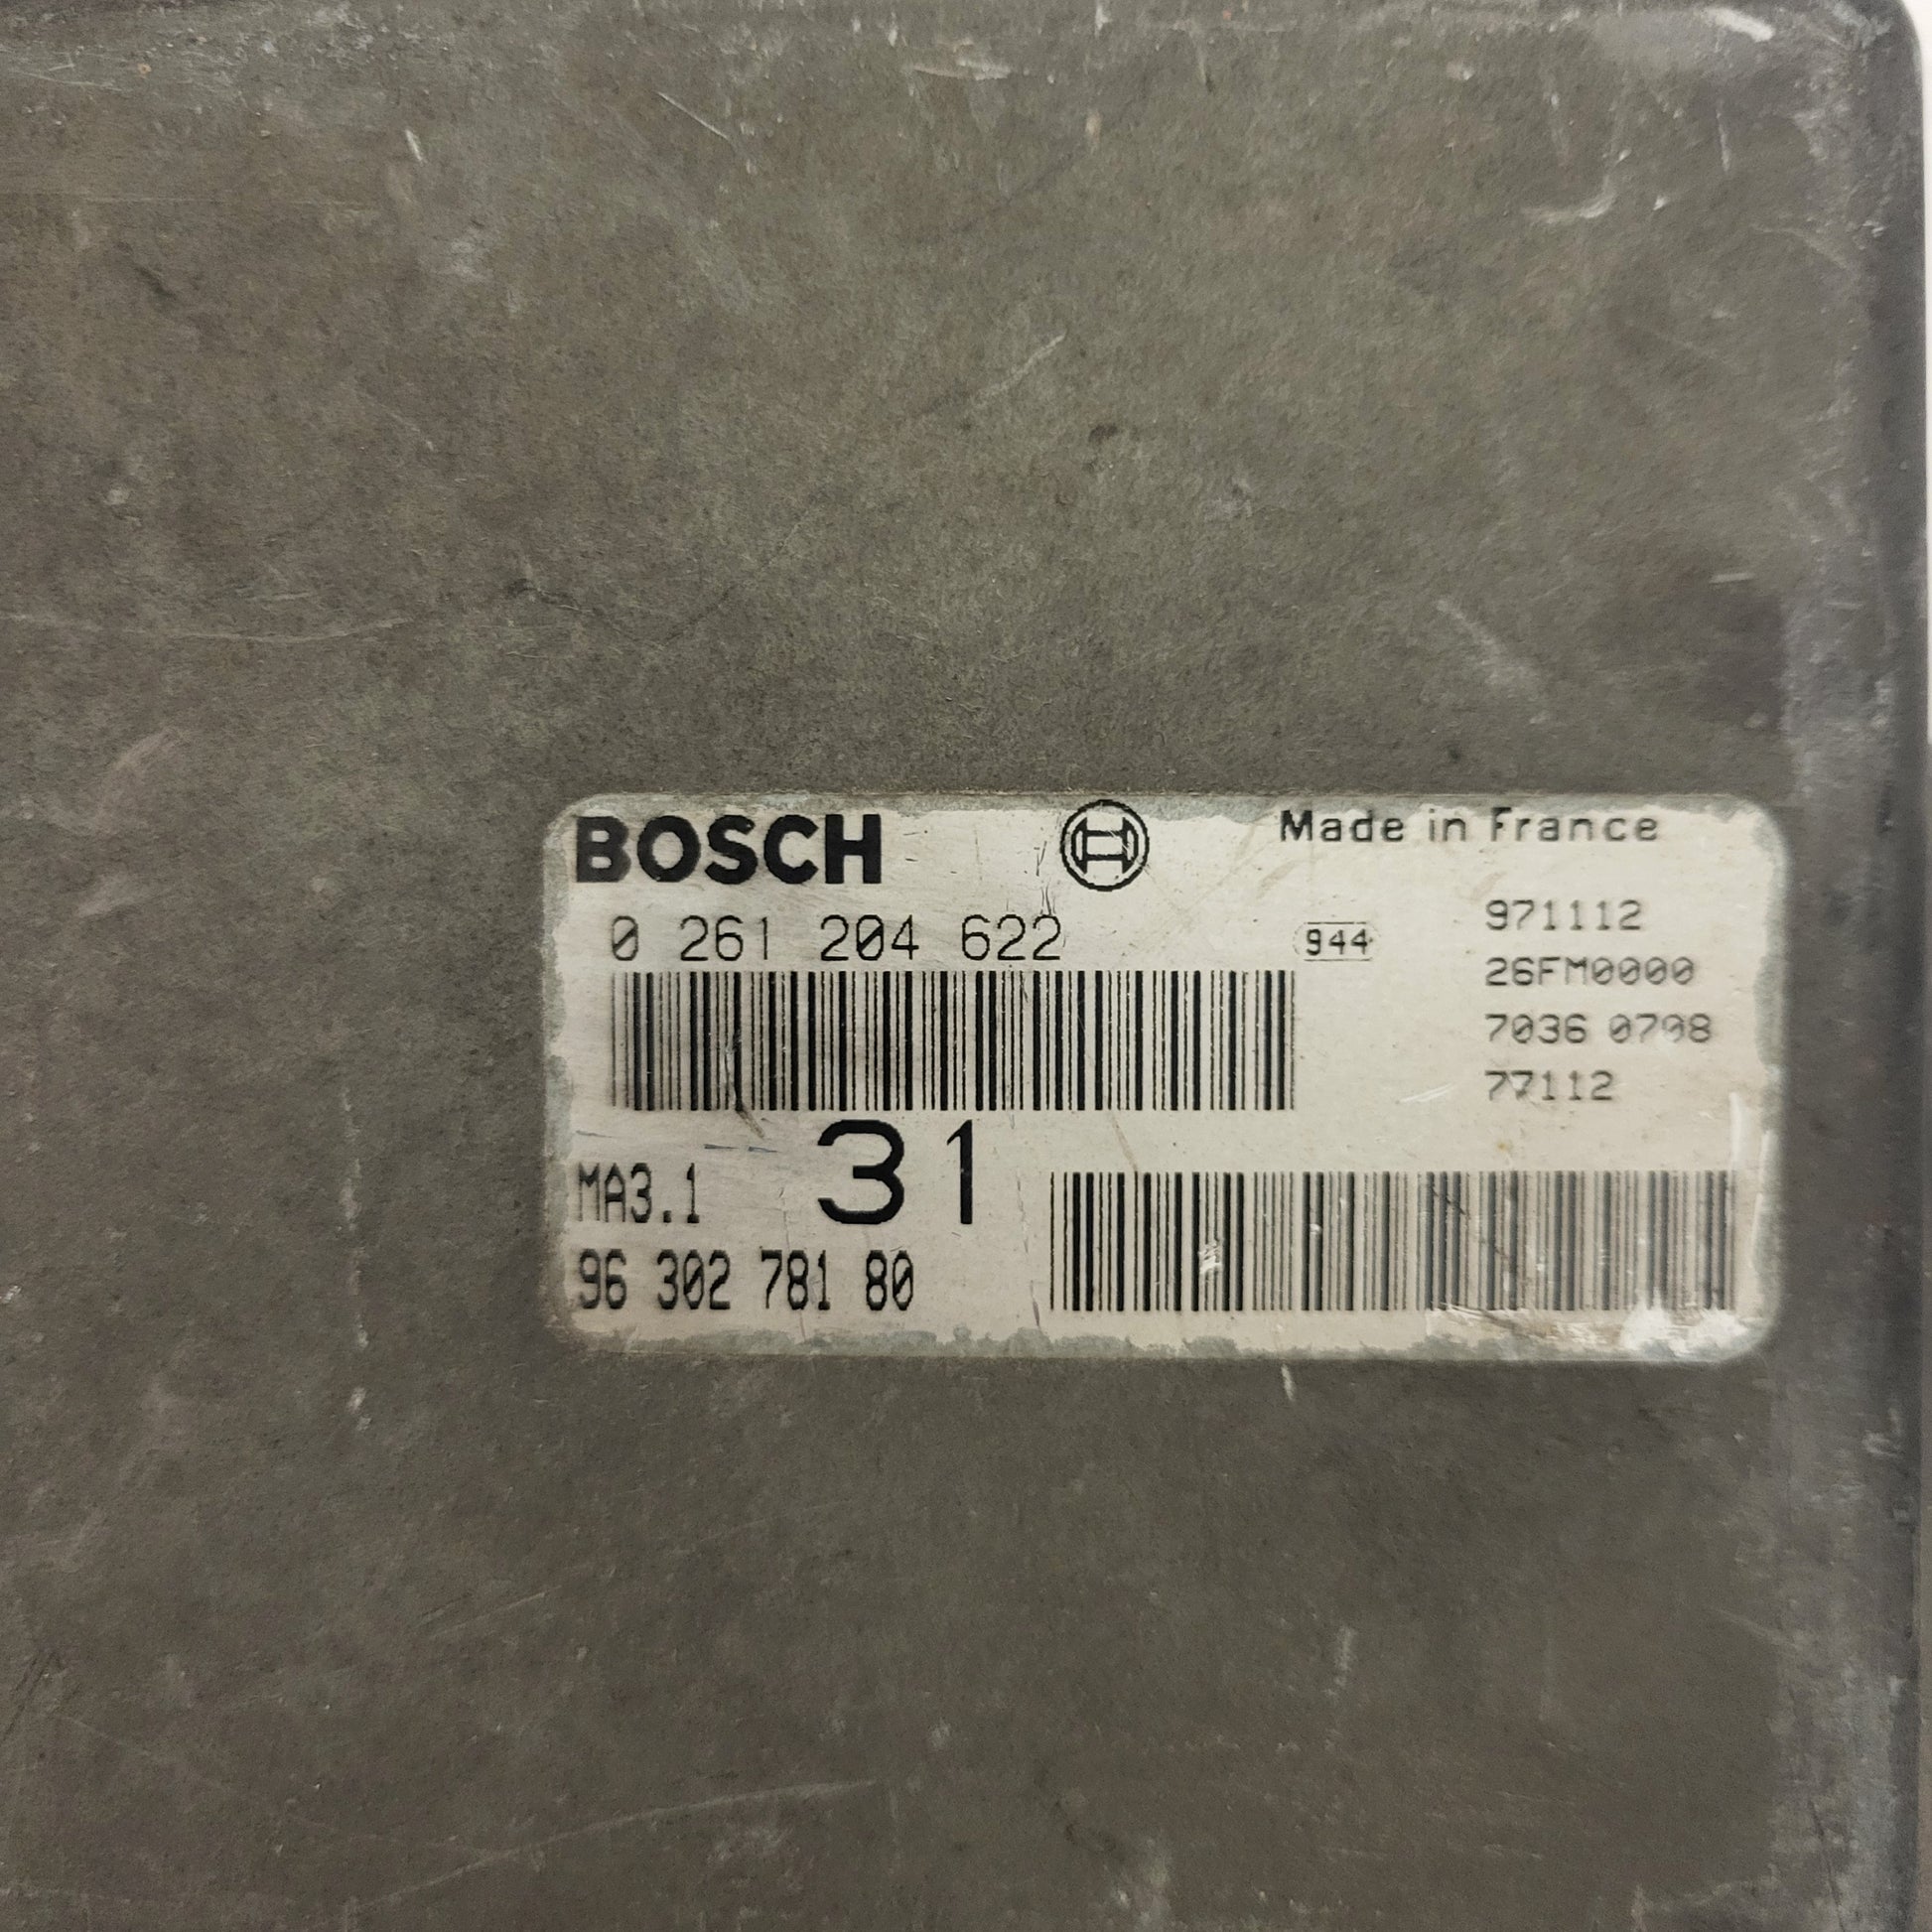 BOSCH Made in France
0 261 204 622 944 971112
26FM0000
7036 0798
77112
MA3.1 31
96 302 781 80